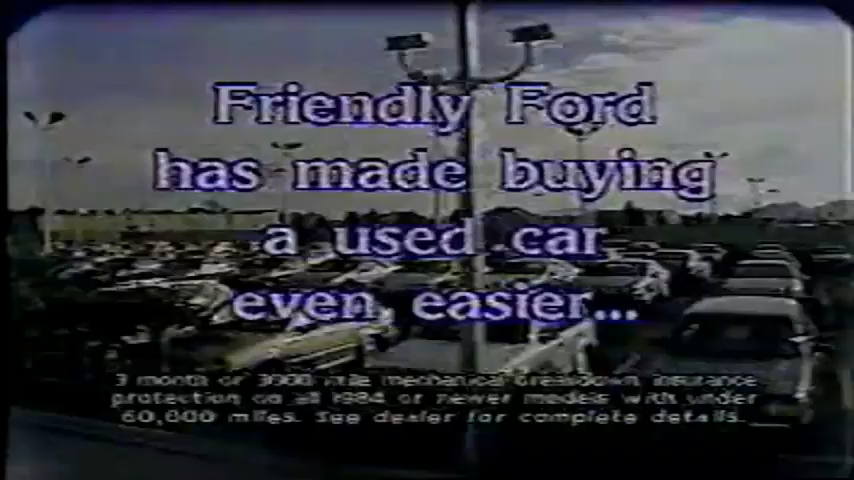 Friendly Ford
has made buying
a used car
even easier...
3 month or 3000 mile mechanical breakdown insurance
protection on all 1984 or newer models with under
60,000 miles. See dealer for complete details.